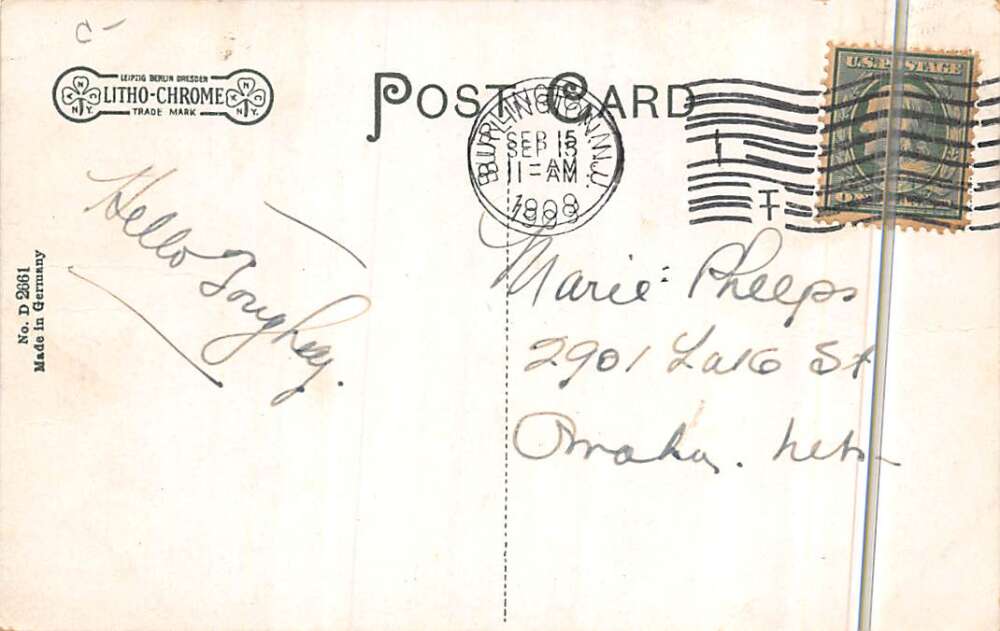 C-
LEIPZIG BERLIN DRESDEN
LITHO-CHROME
TRADE MARK
POST CARD
BURLINGTON N.J.
SEP 15
11-AM
1908
U.S. POSTAGE
No. D 2661
Made in Germany
Hello
Marie Pheeps
2901 Lake St
Omaha. Neb